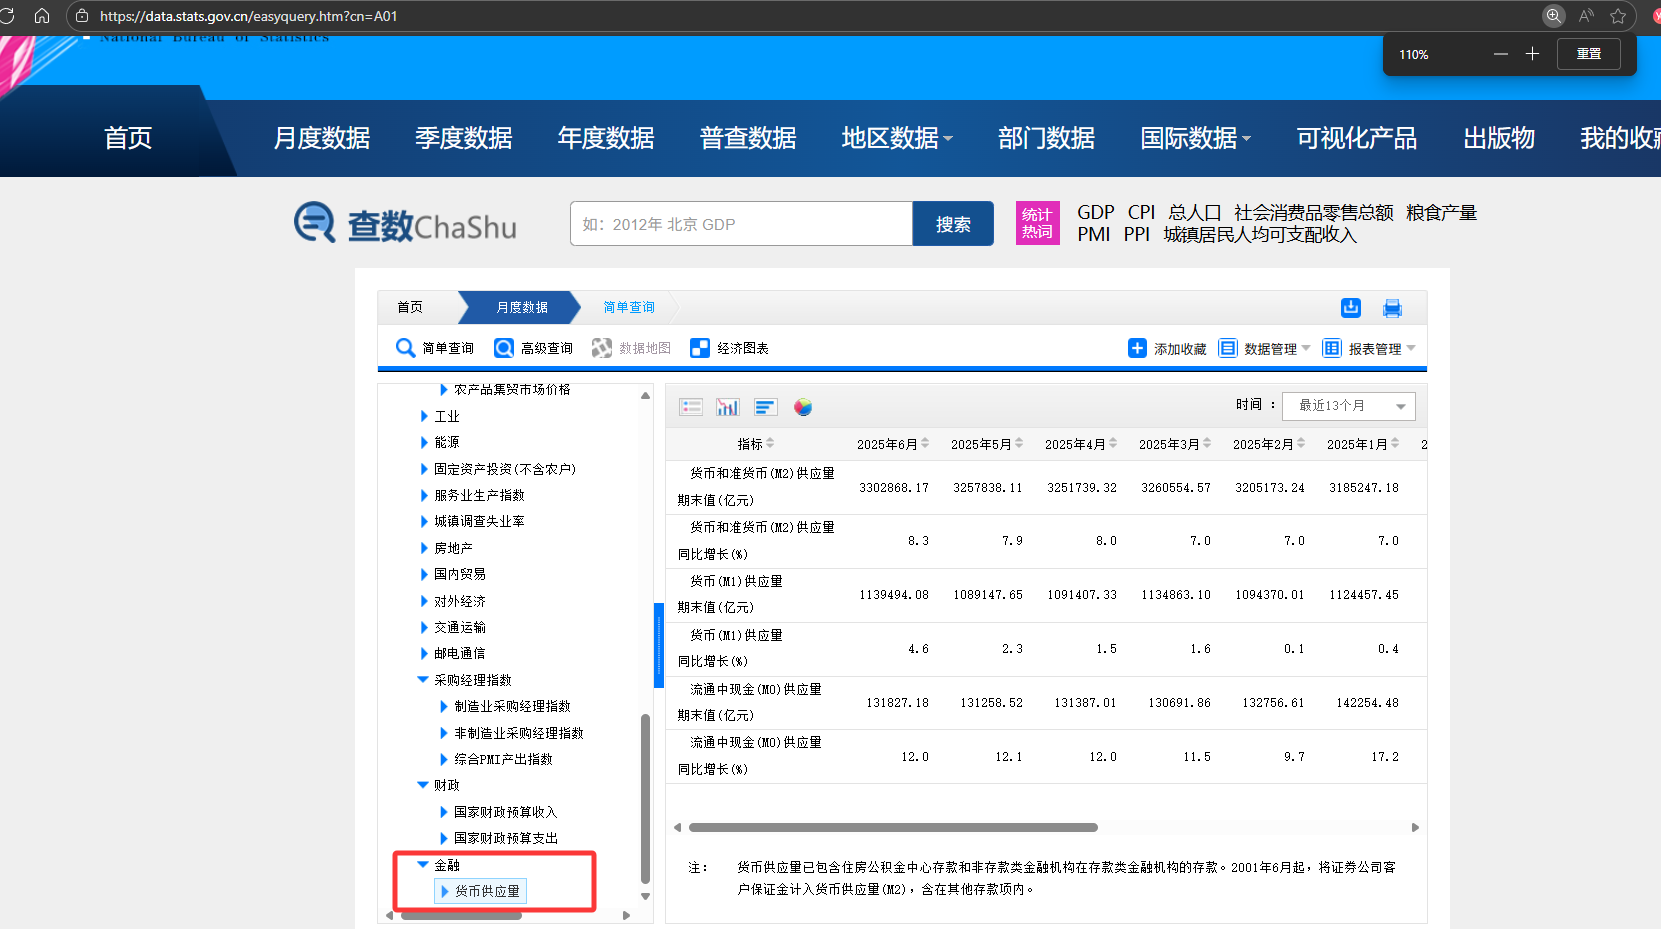 https://data.stats.gov.cn/easyquery.htm?cn=A01
National Bureau of Statistics
110%
重置
首页 月度数据 季度数据 年度数据 普查数据 地区数据 部门数据 国际数据 可视化产品 出版物 我的收藏
查数ChaShu
如：2012年 北京 GDP
搜索
统计
热词
GDP CPI 总人口 社会消费品零售总额 粮食产量
PMI PPI 城镇居民人均可支配收入
首页 月度数据 简单查询
简单查询 高级查询 数据地图 经济图表 添加收藏 数据管理 报表管理
农产品集贸市场价格
工业
能源
固定资产投资(不含农户)
服务业生产指数
城镇调查失业率
房地产
国内贸易
对外经济
交通运输
邮电通信
采购经理指数
制造业采购经理指数
非制造业采购经理指数
综合PMI产出指数
财政
国家财政预算收入
国家财政预算支出
金融
货币供应量
时间 ： 最近13个月
指标 2025年6月 2025年5月 2025年4月 2025年3月 2025年2月 2025年1月 2
货币和准货币(M2)供应量
期末值(亿元) 3302868.17 3257838.11 3251739.32 3260554.57 3205173.24 3185247.18
货币和准货币(M2)供应量
同比增长(%) 8.3 7.9 8.0 7.0 7.0 7.0
货币(M1)供应量
期末值(亿元) 1139494.08 1089147.65 1091407.33 1134863.10 1094370.01 1124457.45
货币(M1)供应量
同比增长(%) 4.6 2.3 1.5 1.6 0.1 0.4
流通中现金(M0)供应量
期末值(亿元) 131827.18 131258.52 131387.01 130691.86 132756.61 142254.48
流通中现金(M0)供应量
同比增长(%) 12.0 12.1 12.0 11.5 9.7 17.2
注： 货币供应量已包含住房公积金中心存款和非存款类金融机构在存款类金融机构的存款。2001年6月起，将证券公司客
户保证金计入货币供应量(M2)，含在其他存款项内。